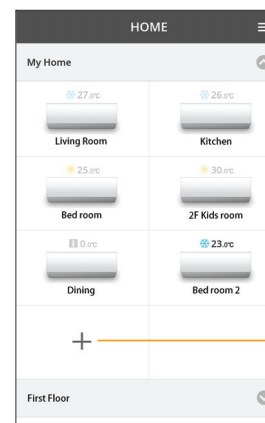 HOME
My Home
27.0℃ 26.0℃
Living Room Kitchen
25.0℃ 30.0℃
Bed room 2F Kids room
0.0℃ 23.0℃
Dining Bed room 2
First Floor